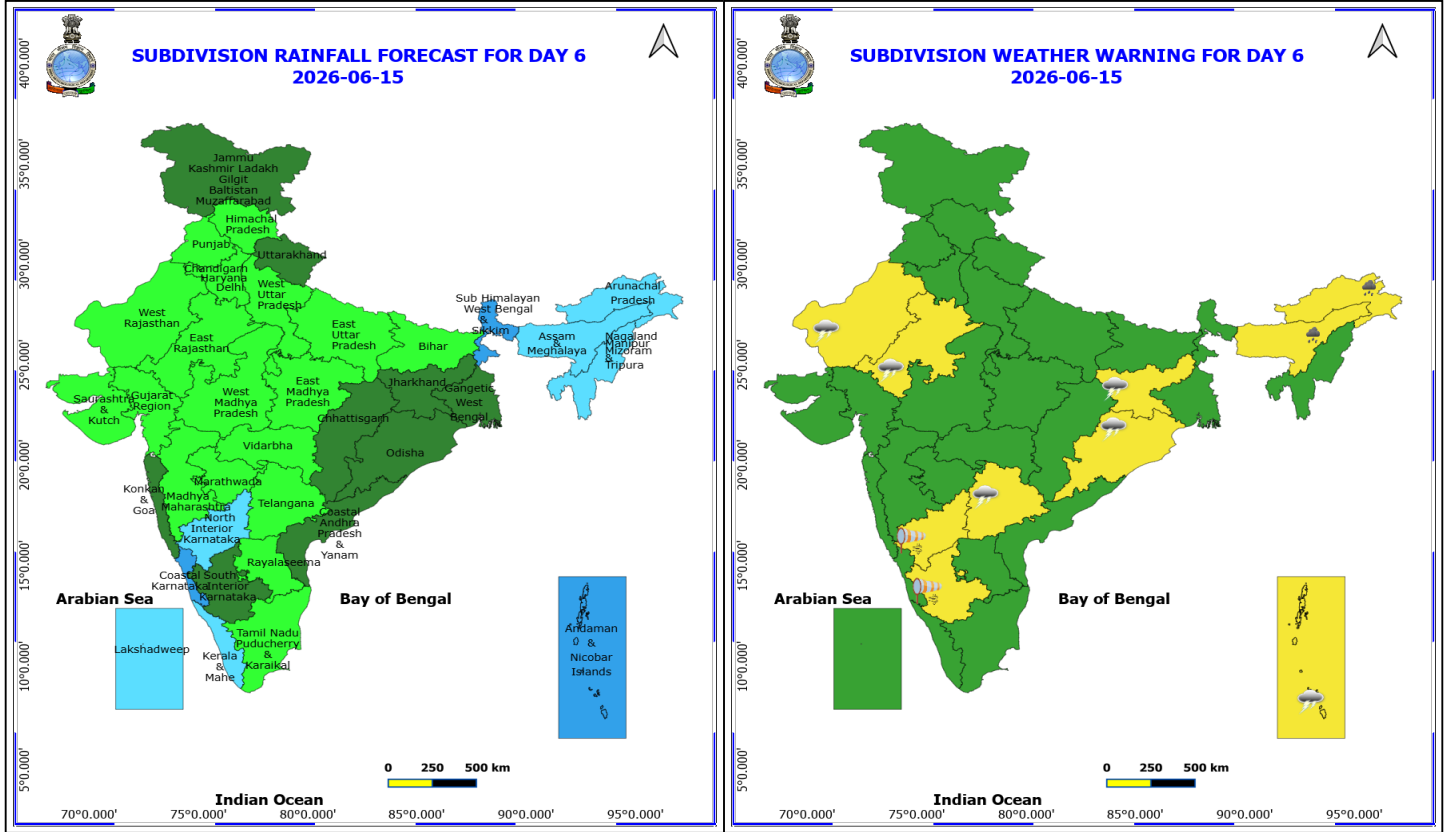 SUBDIVISION RAINFALL FORECAST FOR DAY 6
2026-06-15
40°0.000'
35°0.000'
30°0.000'
25°0.000'
20°0.000'
15°0.000'
10°0.000'
5°0.000'
Jammu
Kashmir Ladakh
Gilgit
Baltistan
Muzaffarabad
Himachal
Pradesh
Punjab
Uttarakhand
Chandigarh
Haryana
Delhi
West
Uttar
Pradesh
Sub Himalayan
West Bengal
&
Sikkim
Arunachal
Pradesh
West
Rajasthan
East
Rajasthan
East
Uttar
Pradesh
Bihar
Assam
&
Meghalaya
Nagaland
Manipur
Mizoram
&
Tripura
Saurashtra
&
Kutch
Gujarat
Region
West
Madhya
Pradesh
East
Madhya
Pradesh
Jharkhand
Gangetic
West
Bengal
Chhattisgarh
Odisha
Vidarbha
Konkan
&
Goa
Madhya
Maharashtra
Marathwada
Telangana
North
Interior
Karnataka
Coastal
Andhra
Pradesh
&
Yanam
Rayalaseema
Coastal
Karnataka
South
Interior
Karnataka
Arabian Sea
Bay of Bengal
Lakshadweep
Kerala
&
Mahe
Tamil Nadu
Puducherry
&
Karaikal
Andaman
&
Nicobar
Islands
0 250 500 km
Indian Ocean
70°0.000' 75°0.000' 80°0.000' 85°0.000' 90°0.000' 95°0.000'
SUBDIVISION WEATHER WARNING FOR DAY 6
2026-06-15
40°0.000'
35°0.000'
30°0.000'
25°0.000'
20°0.000'
15°0.000'
10°0.000'
5°0.000'
Arabian Sea
Bay of Bengal
0 250 500 km
Indian Ocean
70°0.000' 75°0.000' 80°0.000' 85°0.000' 90°0.000' 95°0.000'